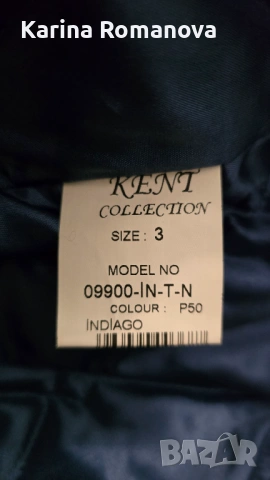 Karina Romanova
KENT
COLLECTION
SIZE : 3
MODEL NO
09900-İN-T-N
COLOUR : P50
İNDİAGO
BAZAR